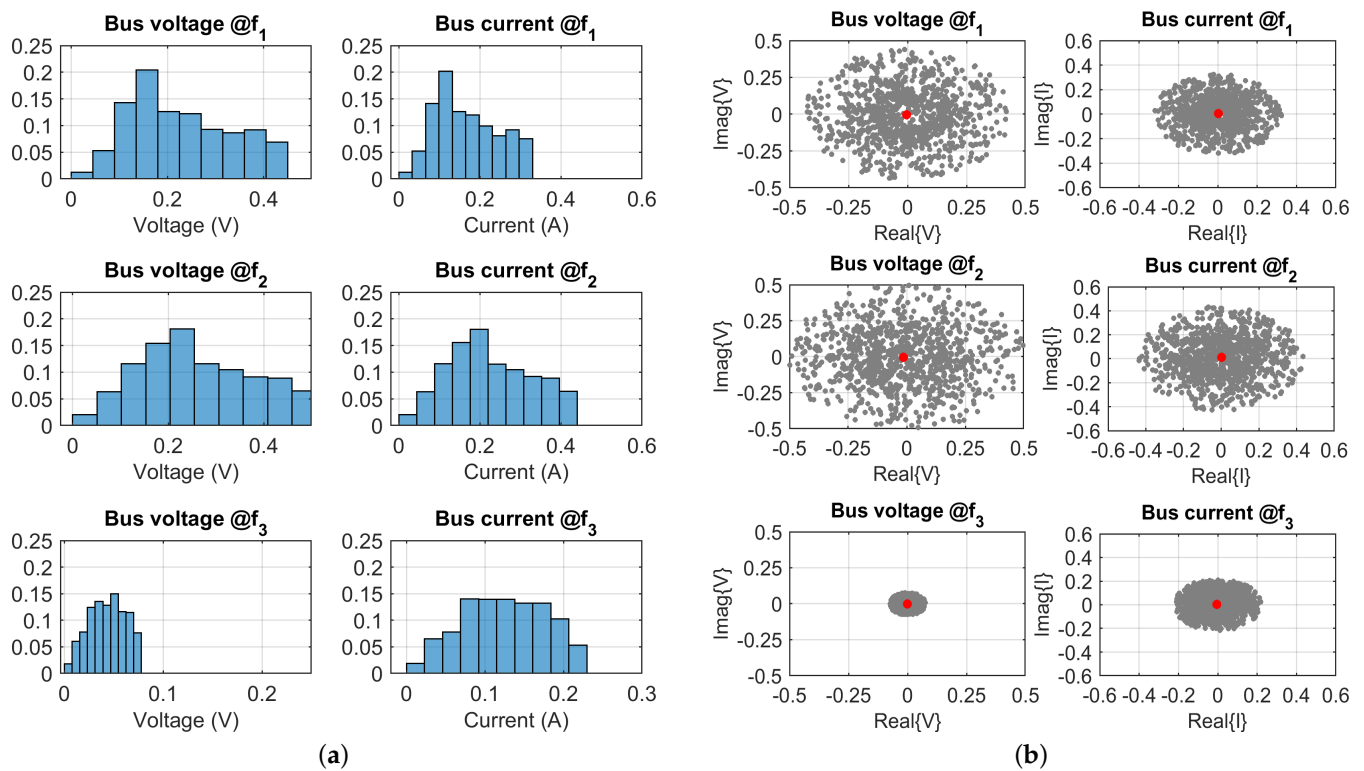 Bus voltage @f1
0.25
0.2
0.15
0.1
0.05
0
0 0.2 0.4
Voltage (V)
Bus current @f1
0.25
0.2
0.15
0.1
0.05
0
0 0.2 0.4 0.6
Current (A)
Bus voltage @f2
0.25
0.2
0.15
0.1
0.05
0
0 0.2 0.4
Voltage (V)
Bus current @f2
0.25
0.2
0.15
0.1
0.05
0
0 0.2 0.4 0.6
Current (A)
Bus voltage @f3
0.25
0.2
0.15
0.1
0.05
0
0 0.1 0.2
Voltage (V)
Bus current @f3
0.25
0.2
0.15
0.1
0.05
0
0 0.1 0.2 0.3
Current (A)
(a)
Bus voltage @f1
Imag{V}
0.5
0.25
0
-0.25
-0.5
-0.5 -0.25 0 0.25 0.5
Real{V}
Bus current @f1
Imag{I}
0.6
0.4
0.2
0
-0.2
-0.4
-0.6
-0.6 -0.4 -0.2 0 0.2 0.4 0.6
Real{I}
Bus voltage @f2
Imag{V}
0.5
0.25
0
-0.25
-0.5
-0.5 -0.25 0 0.25 0.5
Real{V}
Bus current @f2
Imag{I}
0.6
0.4
0.2
0
-0.2
-0.4
-0.6
-0.6 -0.4 -0.2 0 0.2 0.4 0.6
Real{I}
Bus voltage @f3
Imag{V}
0.5
0.25
0
-0.25
-0.5
-0.5 -0.25 0 0.25 0.5
Real{V}
Bus current @f3
Imag{I}
0.6
0.4
0.2
0
-0.2
-0.4
-0.6
-0.6 -0.4 -0.2 0 0.2 0.4 0.6
Real{I}
(b)